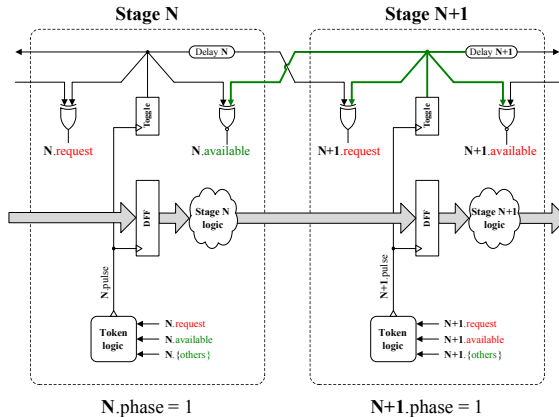 Stage N
Stage N+1
Delay N
Delay N+1
Toggle
Toggle
N.request
N.available
N+1.request
N+1.available
DFF
Stage N
logic
DFF
Stage N+1
logic
N.pulse
N+1.pulse
Token
logic
N.request
N.available
N.{others}
Token
logic
N+1.request
N+1.available
N+1.{others}
N.phase = 1
N+1.phase = 1